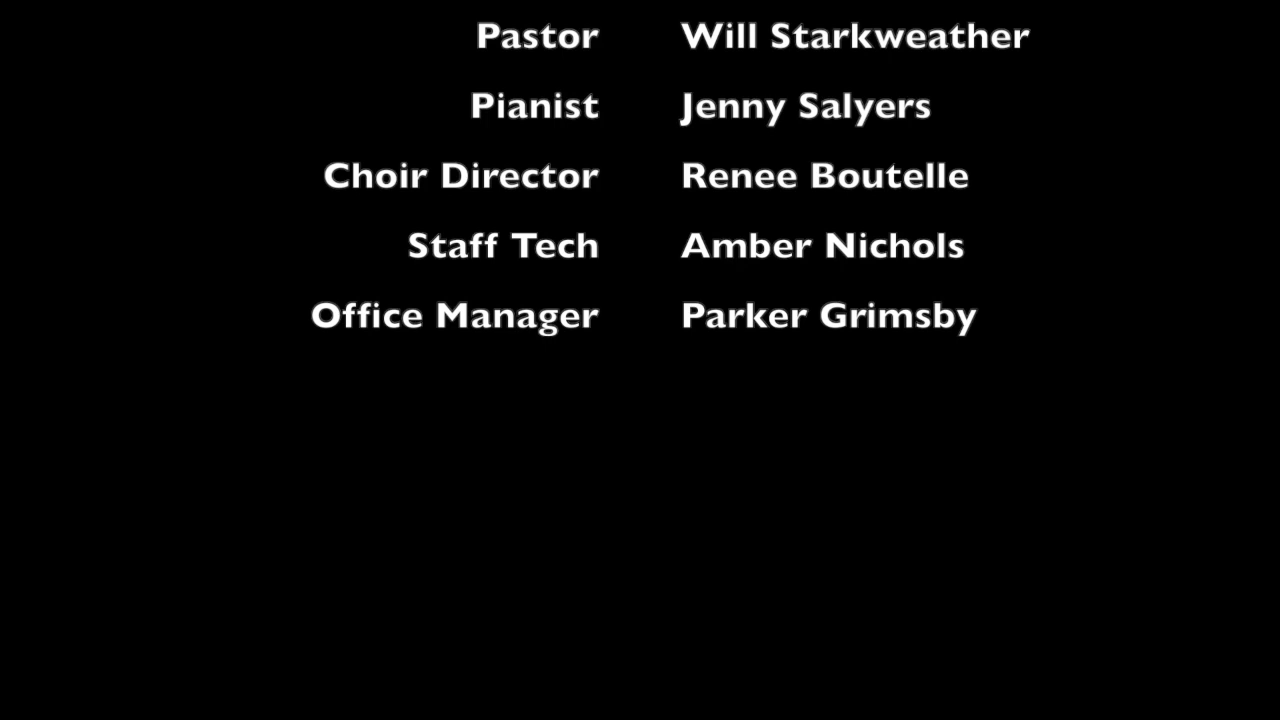 Pastor Will Starkweather
Pianist Jenny Salyers
Choir Director Renee Boutelle
Staff Tech Amber Nichols
Office Manager Parker Grimsby